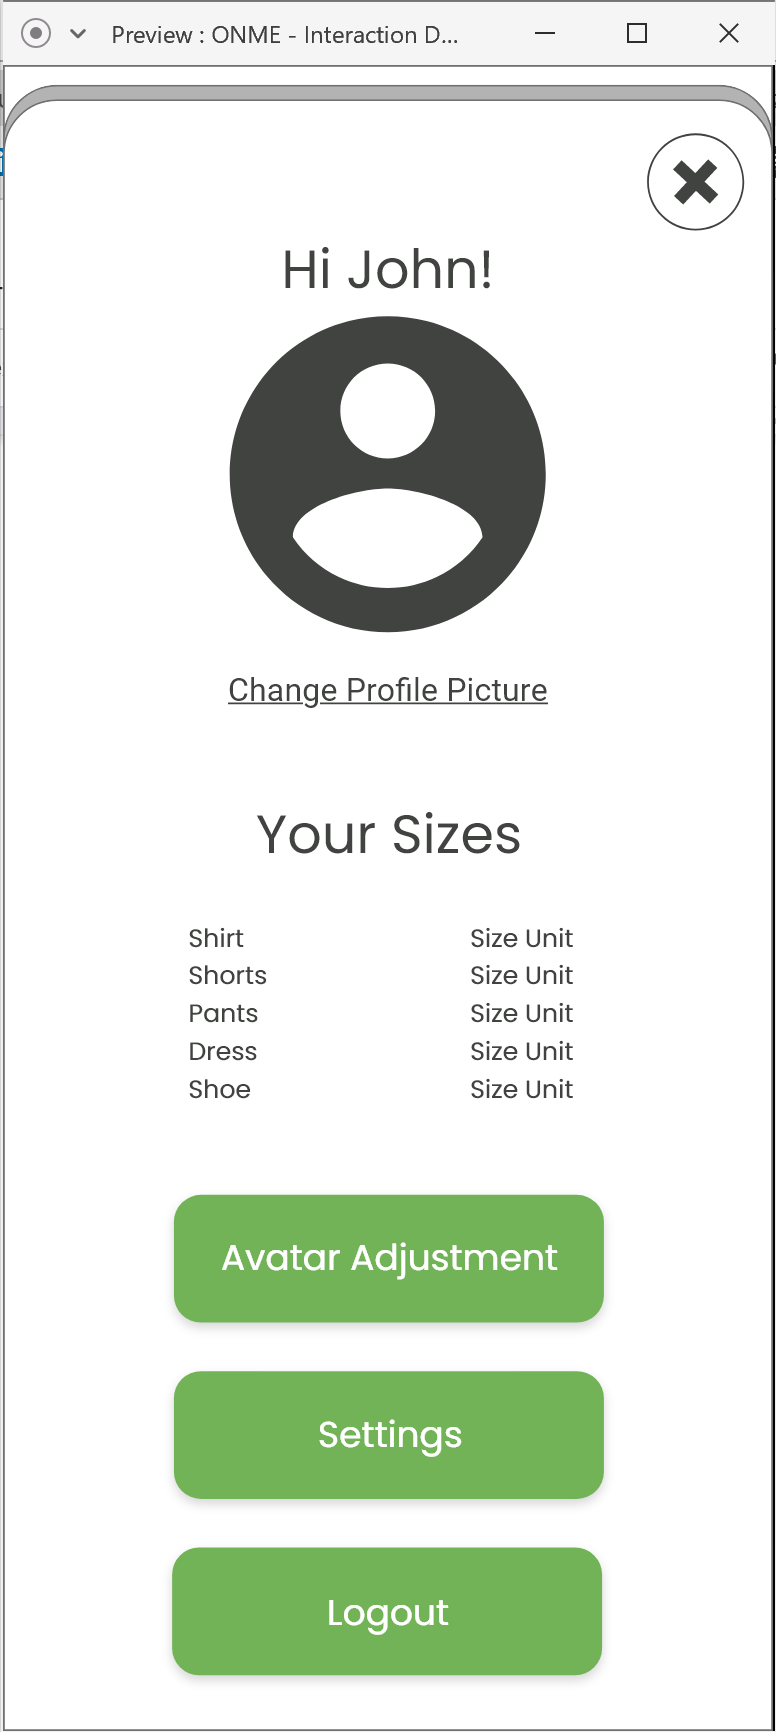 Preview : ONME - Interaction D...
Hi John!
Change Profile Picture
Your Sizes
Shirt Size Unit
Shorts Size Unit
Pants Size Unit
Dress Size Unit
Shoe Size Unit
Avatar Adjustment
Settings
Logout